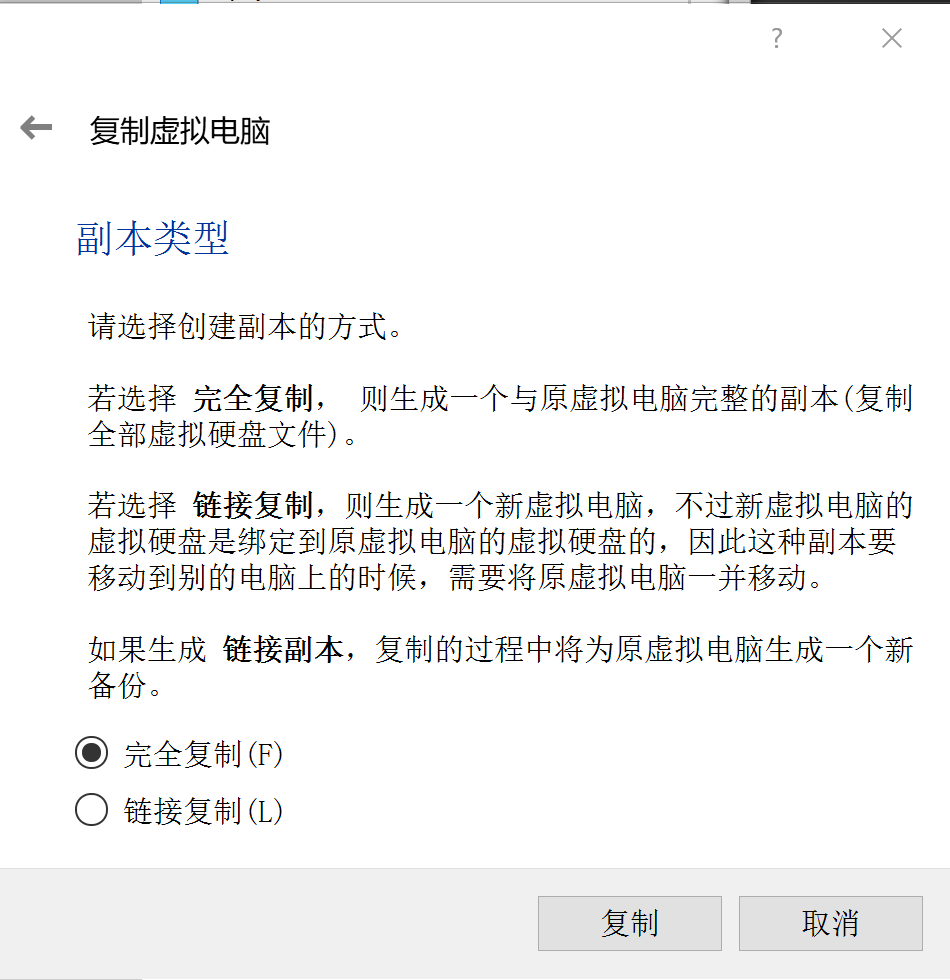 ?
复制虚拟电脑
副本类型
请选择创建副本的方式。
若选择 完全复制， 则生成一个与原虚拟电脑完整的副本(复制
全部虚拟硬盘文件)。
若选择 链接复制，则生成一个新虚拟电脑，不过新虚拟电脑的
虚拟硬盘是绑定到原虚拟电脑的虚拟硬盘的，因此这种副本要
移动到别的电脑上的时候，需要将原虚拟电脑一并移动。
如果生成 链接副本，复制的过程中将为原虚拟电脑生成一个新
备份。
完全复制(F)
链接复制(L)
复制 取消